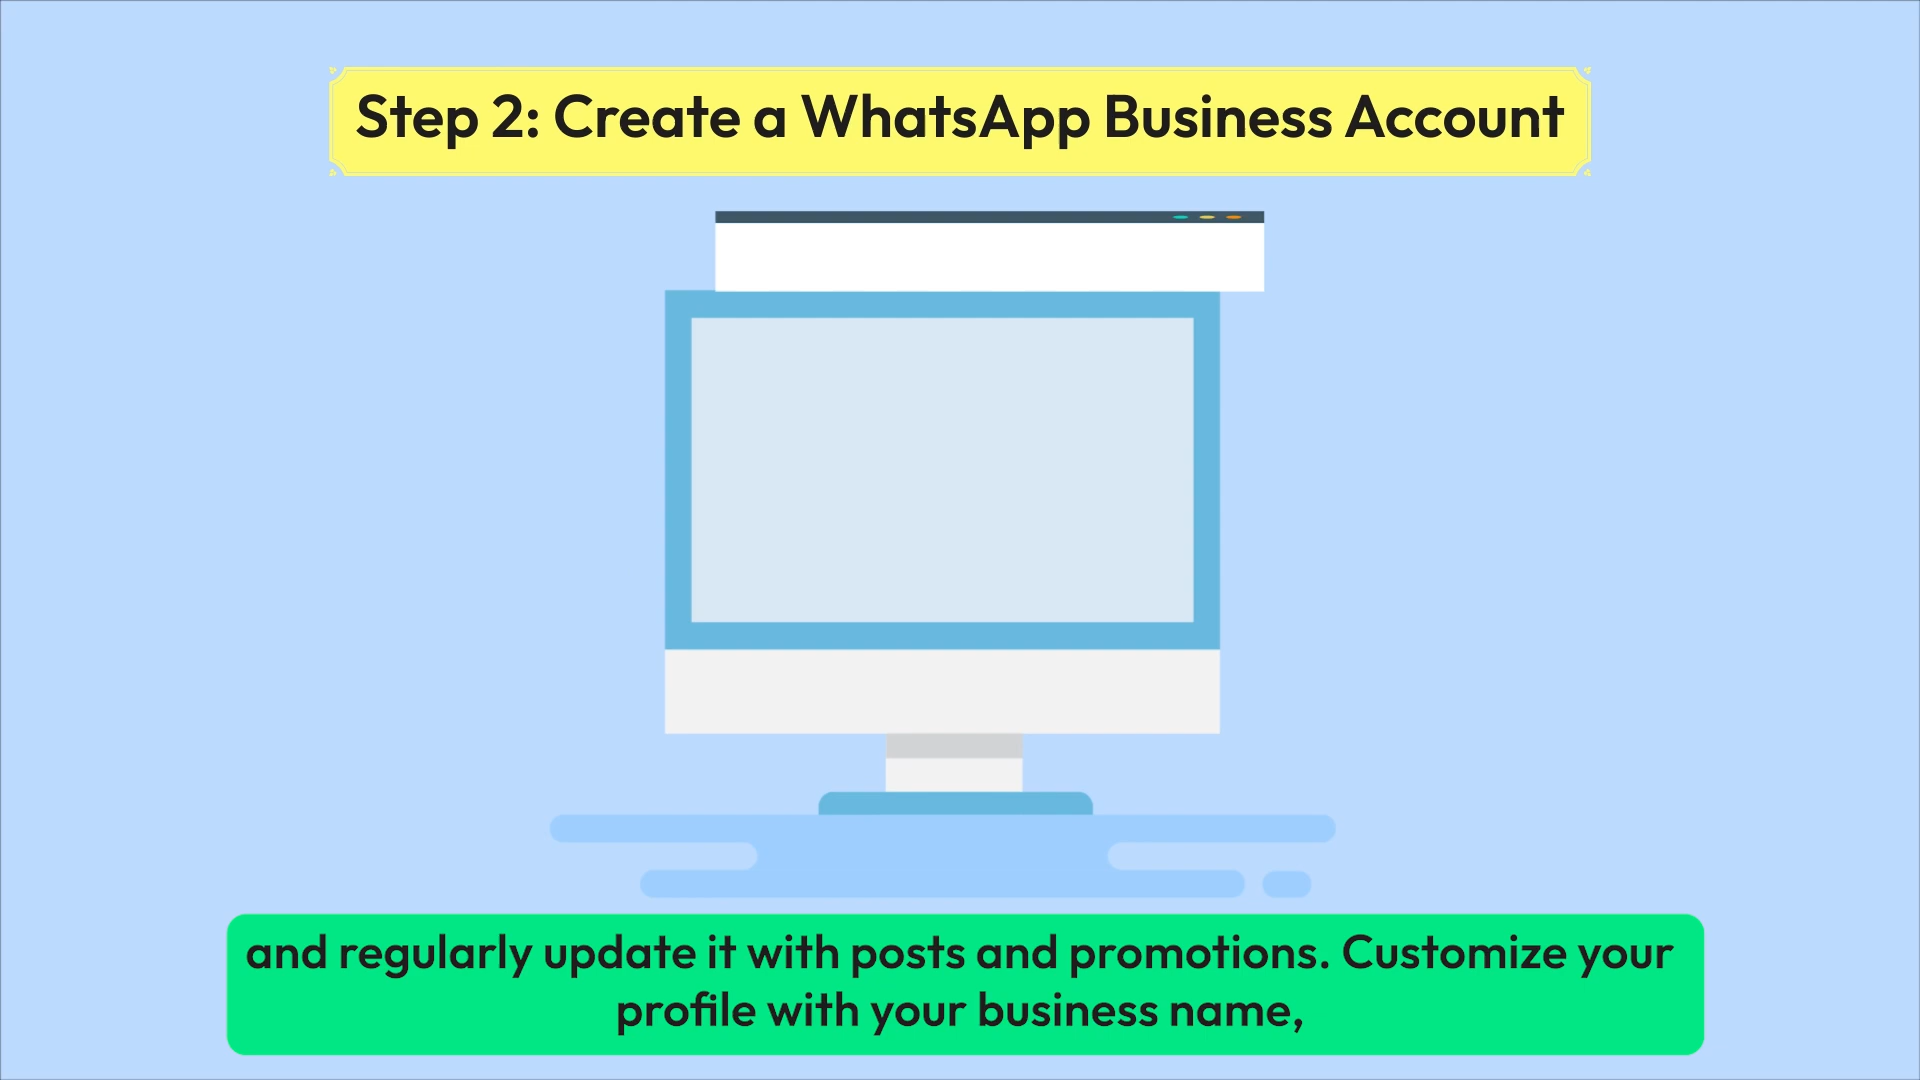 Step 2: Create a WhatsApp Business Account
and regularly update it with posts and promotions. Customize your
profile with your business name,